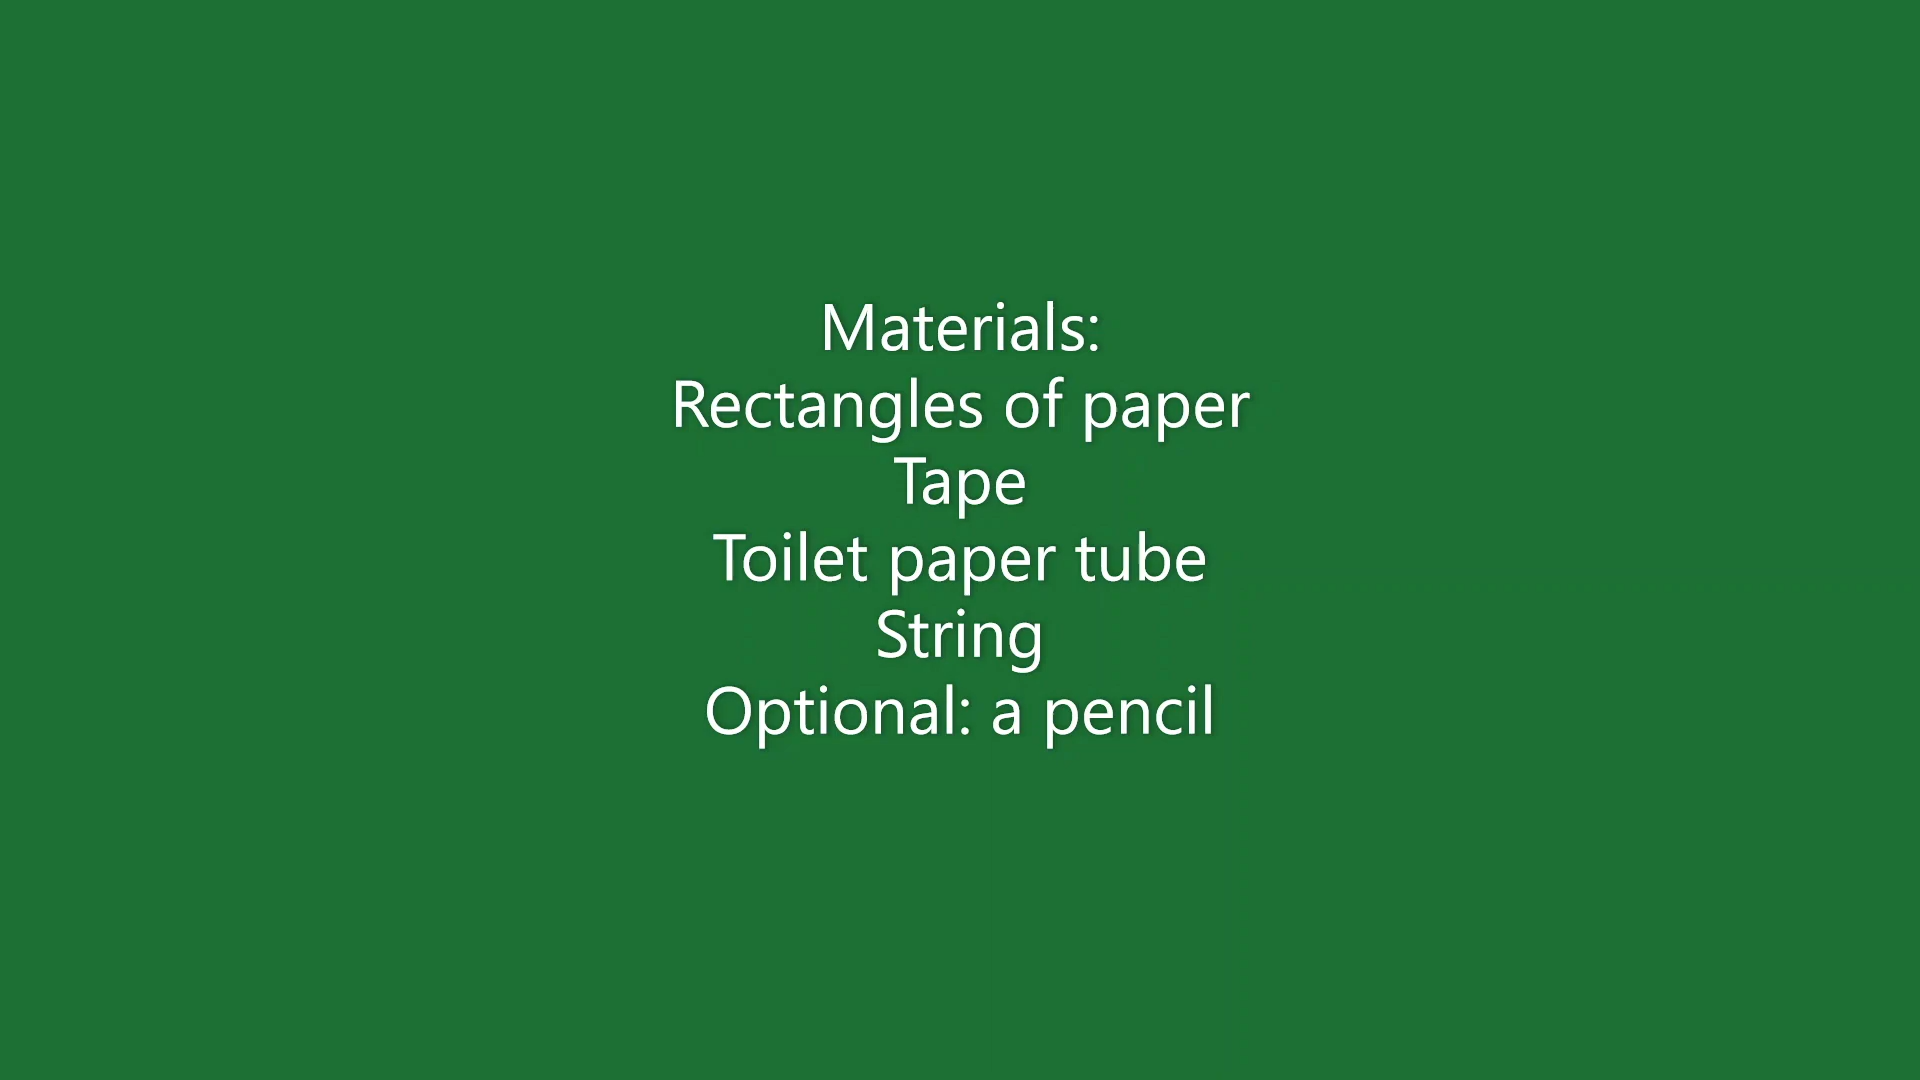 Materials:
Rectangles of paper
Tape
Toilet paper tube
String
Optional: a pencil